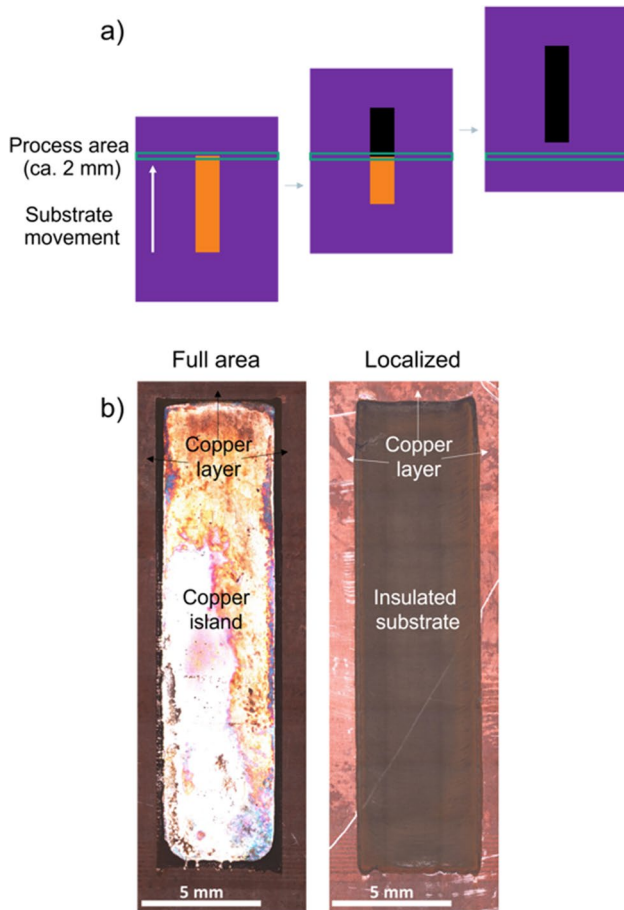 a)
Process area
(ca. 2 mm)
Substrate
movement
Full area
Localized
b)
Copper
layer
Copper
island
5 mm
Copper
layer
Insulated
substrate
5 mm